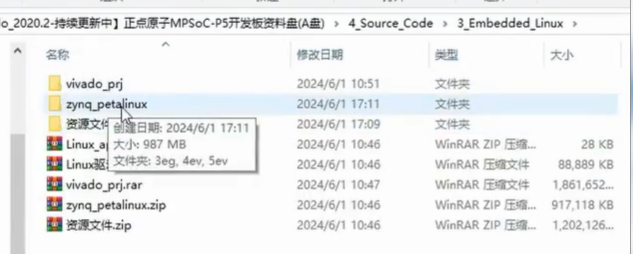 o_2020.2-持续更新中】正点原子MPSoC-P5开发板资料盘(A盘) > 4_Source_Code > 3_Embedded_Linux >
名称 修改日期 类型 大小
vivado_prj 2024/6/1 10:51 文件夹
zynq_petalinux 2024/6/1 17:11 文件夹
资源文件 2024/6/1 17:09 文件夹
创建日期: 2024/6/1 17:11
大小: 987 MB
文件夹: 3eg, 4ev, 5ev
Linux_a 2024/6/1 10:46 WinRAR ZIP 压缩... 28 KB
Linux驱 2024/6/1 10:46 WinRAR 压缩文件 88,889 KB
vivado_prj.rar 2024/6/1 10:47 WinRAR 压缩文件 1,861,652...
zynq_petalinux.zip 2024/6/1 10:46 WinRAR ZIP 压缩... 917,118 KB
资源文件.zip 2024/6/1 10:46 WinRAR ZIP 压缩... 1,202,126...